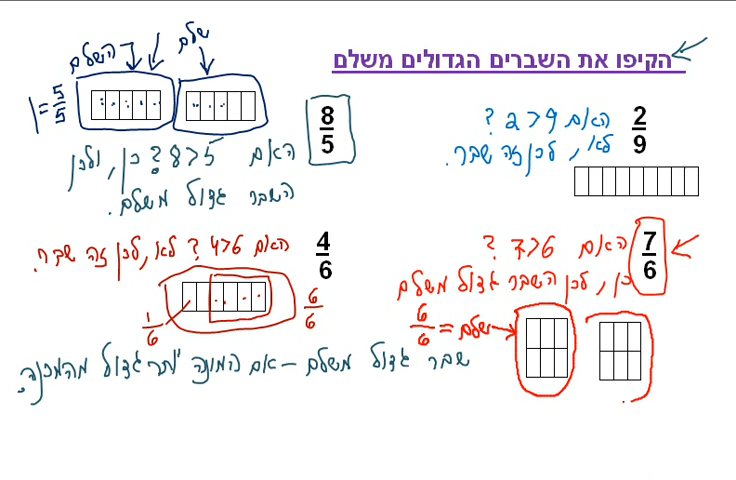 הקיפו את השברים הגדולים משלם
השלם
שלם
1 = 5/5
8/5
האם 8>5 ? כן, ולכן
השבר גדול משלם.
2/9
האם 2>9 ?
לא, לכן זה שבר.
4/6
האם 4>6 ? לא, לכן זה שבר.
1/6
6/6
7/6
האם 7>6 ?
כן, לכן השבר גדול משלם
6/6 = שלם
שבר גדול משלם – אם המונה יותר גדול מהמכנה.